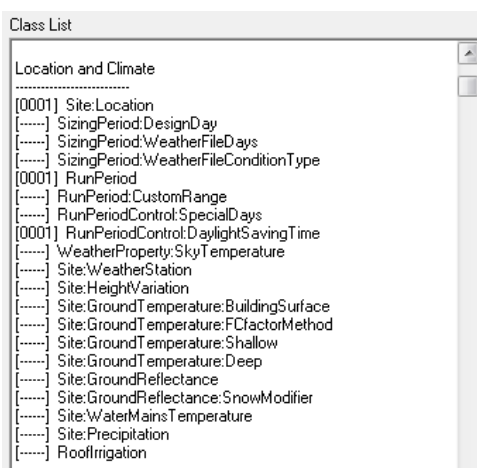 Class List
Location and Climate
--------------------------
[0001] Site:Location
[------] SizingPeriod:DesignDay
[------] SizingPeriod:WeatherFileDays
[------] SizingPeriod:WeatherFileConditionType
[0001] RunPeriod
[------] RunPeriod:CustomRange
[------] RunPeriodControl:SpecialDays
[0001] RunPeriodControl:DaylightSavingTime
[------] WeatherProperty:SkyTemperature
[------] Site:WeatherStation
[------] Site:HeightVariation
[------] Site:GroundTemperature:BuildingSurface
[------] Site:GroundTemperature:FCfactorMethod
[------] Site:GroundTemperature:Shallow
[------] Site:GroundTemperature:Deep
[------] Site:GroundReflectance
[------] Site:GroundReflectance:SnowModifier
[------] Site:WaterMainsTemperature
[------] Site:Precipitation
[------] RoofIrrigation